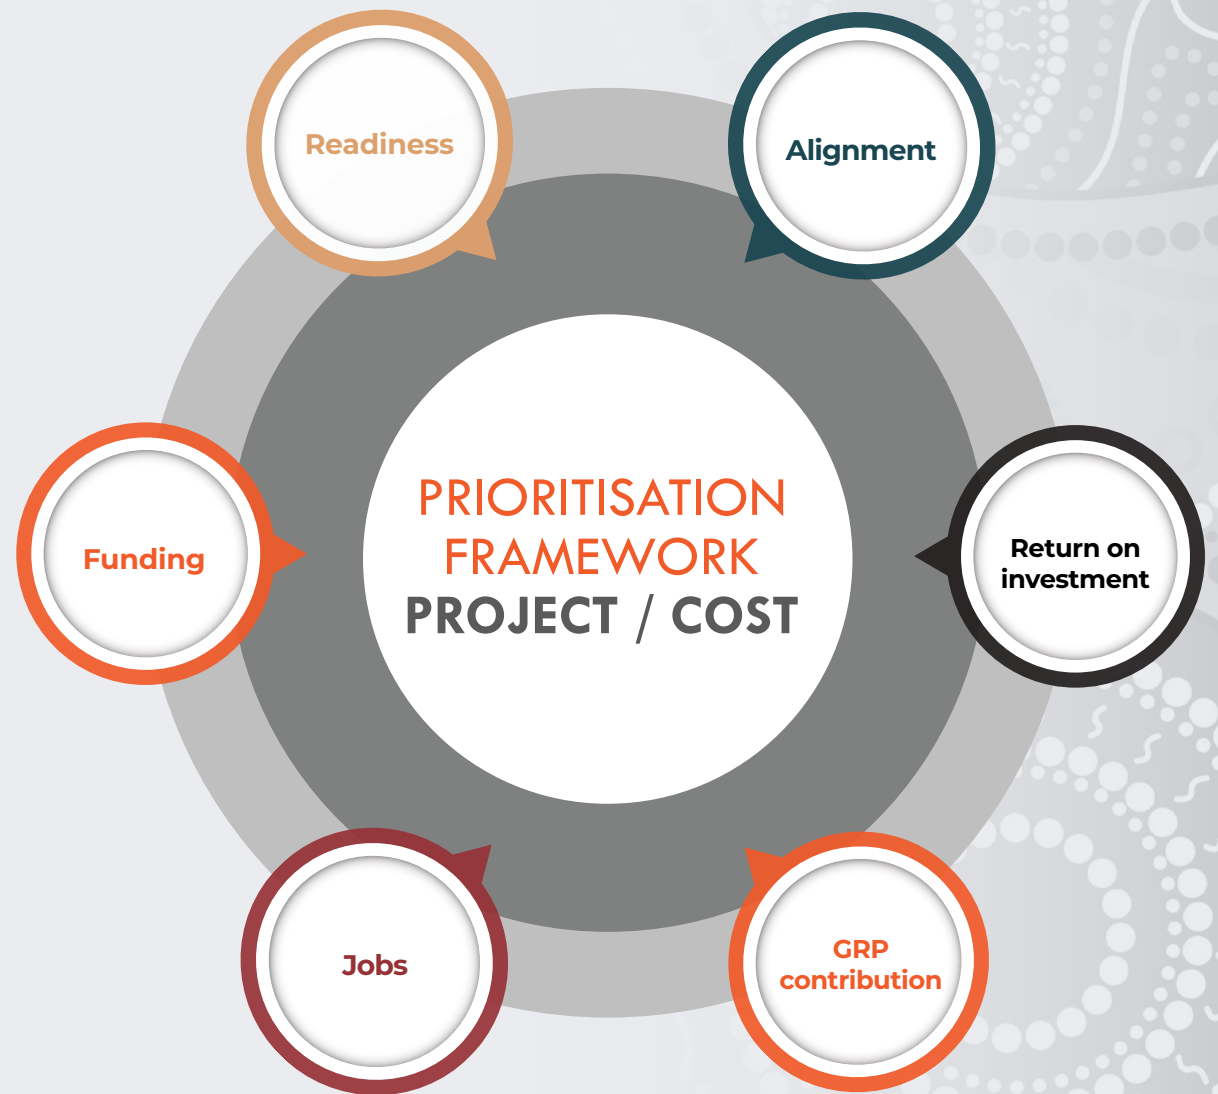 Readiness
Alignment
PRIORITISATION
FRAMEWORK
PROJECT / COST
Funding
Return on
investment
Jobs
GRP
contribution